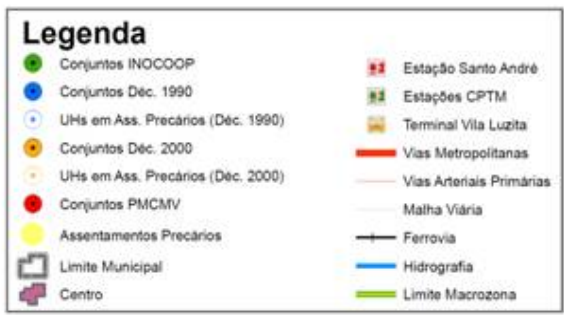 Legenda
Conjuntos INOCOOP
Conjuntos Déc. 1990
UHs em Ass. Precários (Déc. 1990)
Conjuntos Déc. 2000
UHs em Ass. Precários (Déc. 2000)
Conjuntos PMCMV
Assentamentos Precários
Limite Municipal
Centro
Estação Santo André
Estações CPTM
Terminal Vila Luzita
Vias Metropolitanas
Vias Arteriais Primárias
Malha Viária
Ferrovia
Hidrografia
Limite Macrozona